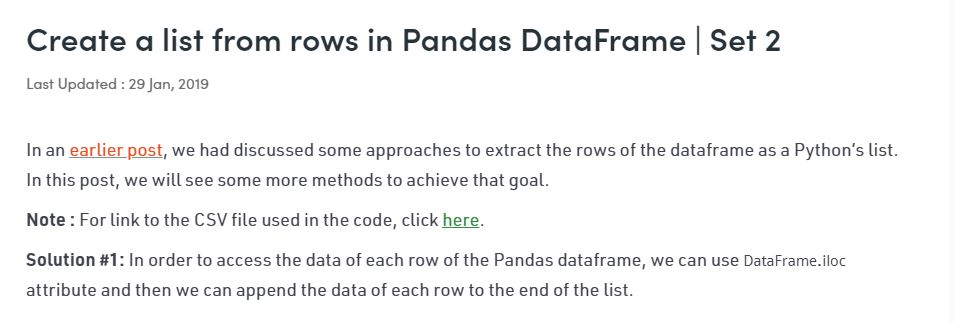 Create a list from rows in Pandas DataFrame | Set 2
Last Updated : 29 Jan, 2019
In an earlier post, we had discussed some approaches to extract the rows of the dataframe as a Python’s list.
In this post, we will see some more methods to achieve that goal.
Note : For link to the CSV file used in the code, click here.
Solution #1: In order to access the data of each row of the Pandas dataframe, we can use DataFrame.iloc
attribute and then we can append the data of each row to the end of the list.